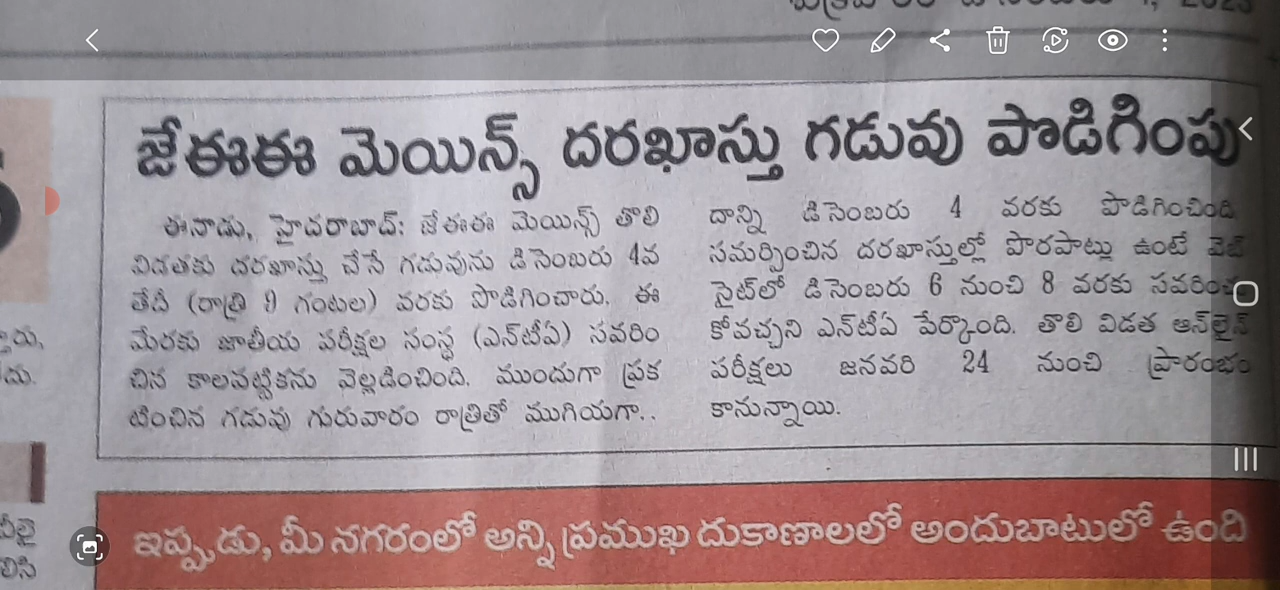 జేఈఈ మెయిన్స్ దరఖాస్తు గడువు పొడిగింపు
ఈనాడు, హైదరాబాద్: జేఈఈ మెయిన్స్ తొలి
విడతకు దరఖాస్తు చేసే గడువును డిసెంబరు 4వ
తేదీ (రాత్రి 9 గంటల) వరకు పొడిగించారు. ఈ
మేరకు జాతీయ పరీక్షల సంస్థ (ఎన్‌టీఏ) సవరిం
చిన కాలపట్టికను వెల్లడించింది. ముందుగా ప్రక
టించిన గడువు గురువారం రాత్రితో ముగియగా..
దాన్ని డిసెంబరు 4 వరకు పొడిగించింది.
సమర్పించిన దరఖాస్తుల్లో పొరపాట్లు ఉంటే వెబ్
సైట్‌లో డిసెంబరు 6 నుంచి 8 వరకు సవరించు
కోవచ్చని ఎన్‌టీఏ పేర్కొంది. తొలి విడత ఆన్‌లైన్
పరీక్షలు జనవరి 24 నుంచి ప్రారంభం
కానున్నాయి.
ఇప్పుడు, మీ నగరంలో అన్ని ప్రముఖ దుకాణాలలో అందుబాటులో ఉంది